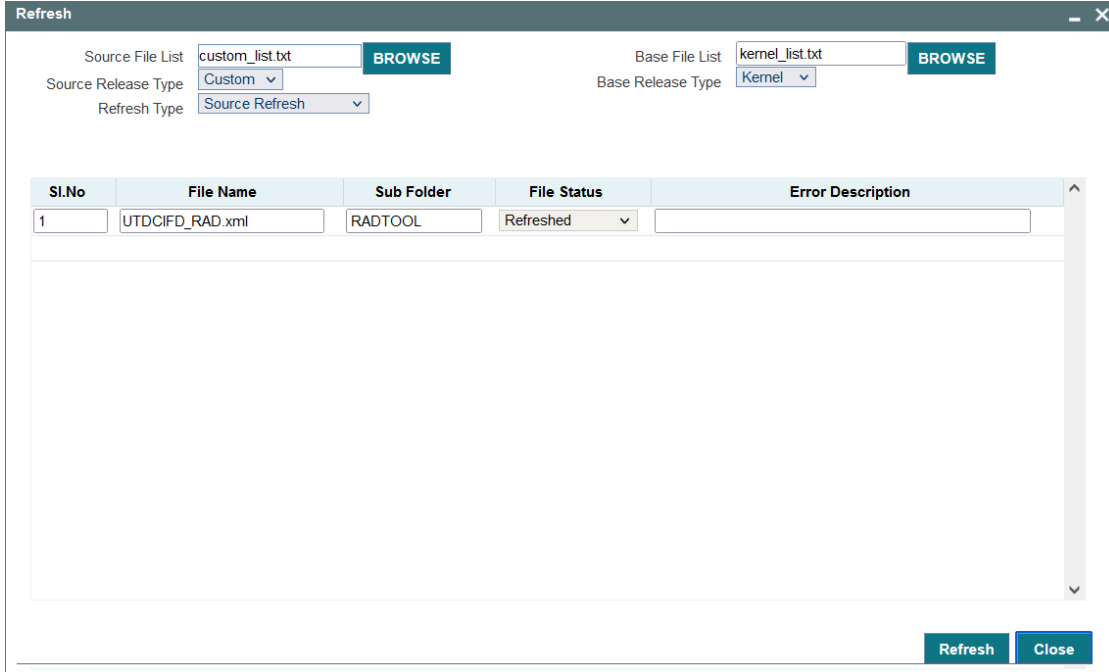 Refresh
Source File List custom_list.txt BROWSE Base File List kernel_list.txt BROWSE
Source Release Type Custom Base Release Type Kernel
Refresh Type Source Refresh
Sl.No File Name Sub Folder File Status Error Description
1 UTDCIFD_RAD.xml RADTOOL Refreshed
Refresh Close